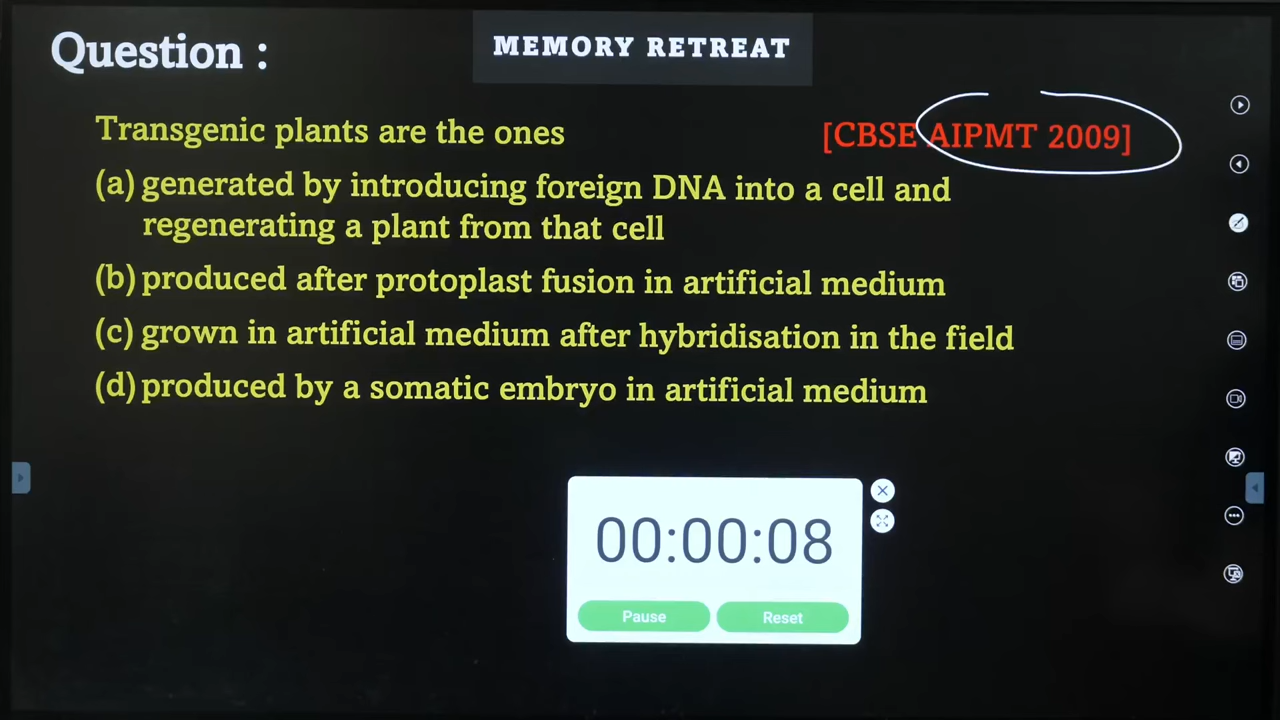 Question :
MEMORY RETREAT
Transgenic plants are the ones
[CBSE AIPMT 2009]
(a) generated by introducing foreign DNA into a cell and
regenerating a plant from that cell
(b) produced after protoplast fusion in artificial medium
(c) grown in artificial medium after hybridisation in the field
(d) produced by a somatic embryo in artificial medium
00:00:08
Pause
Reset